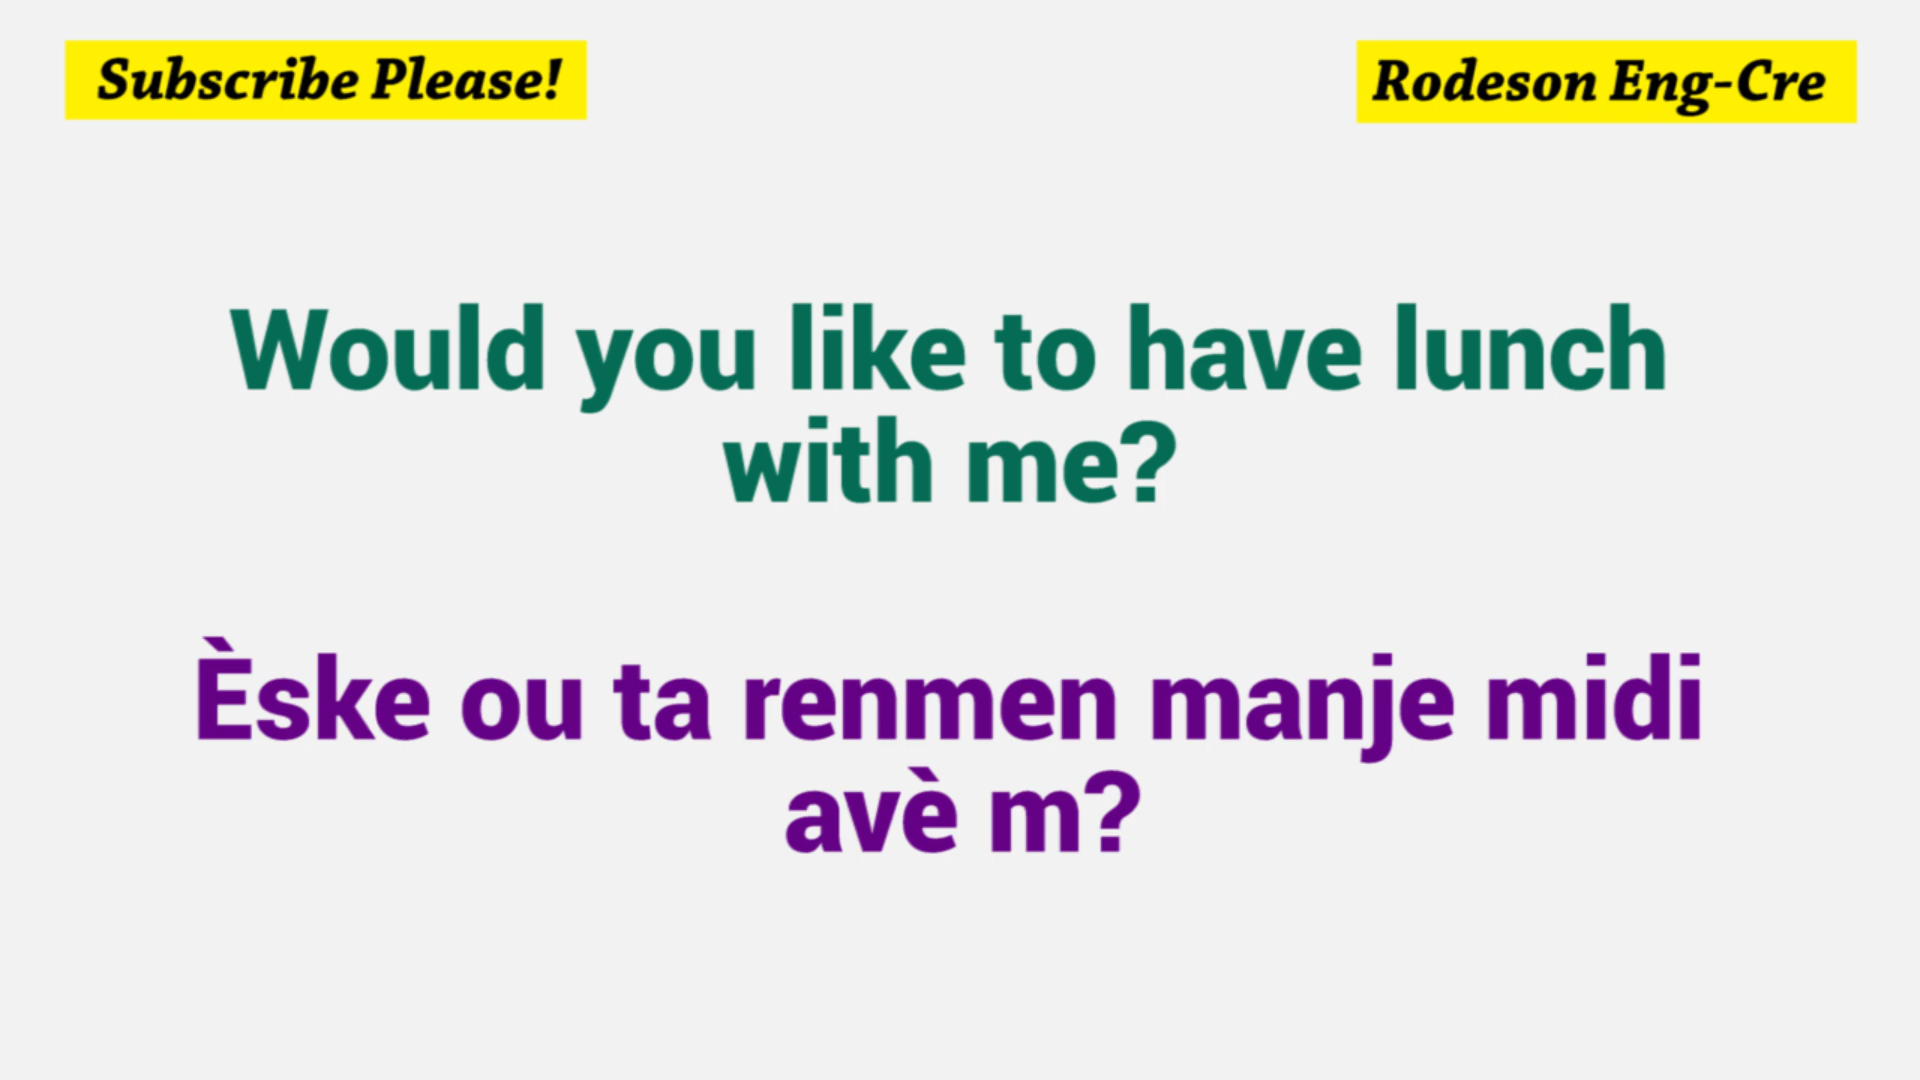 Subscribe Please!
Rodeson Eng-Cre
Would you like to have lunch
with me?
Èske ou ta renmen manje midi
avè m?